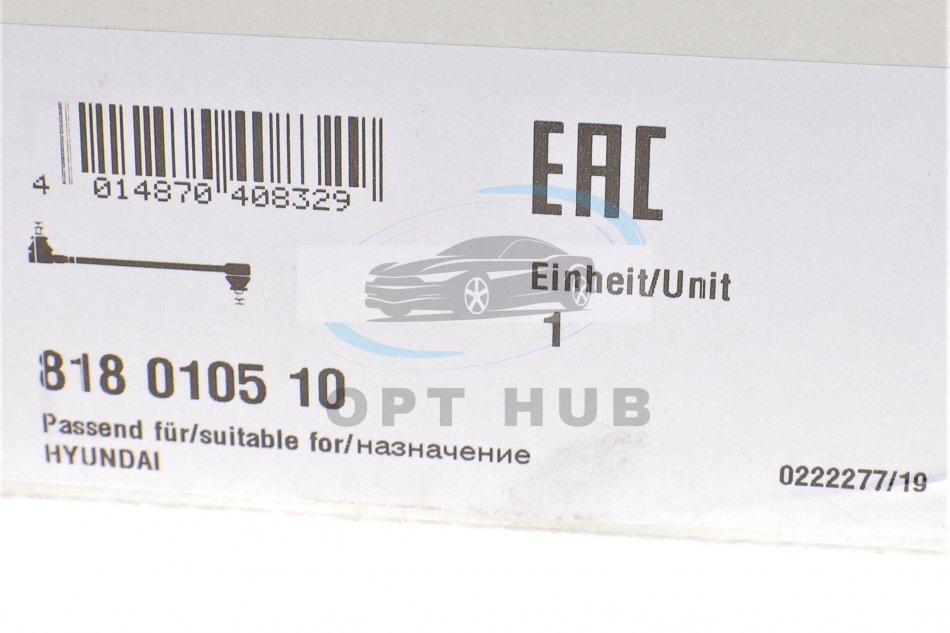 EAC
4 014870 408329
Einheit/Unit
1
818 0105 10
OPT HUB
Passend für/suitable for/назначение
HYUNDAI
0222277/19